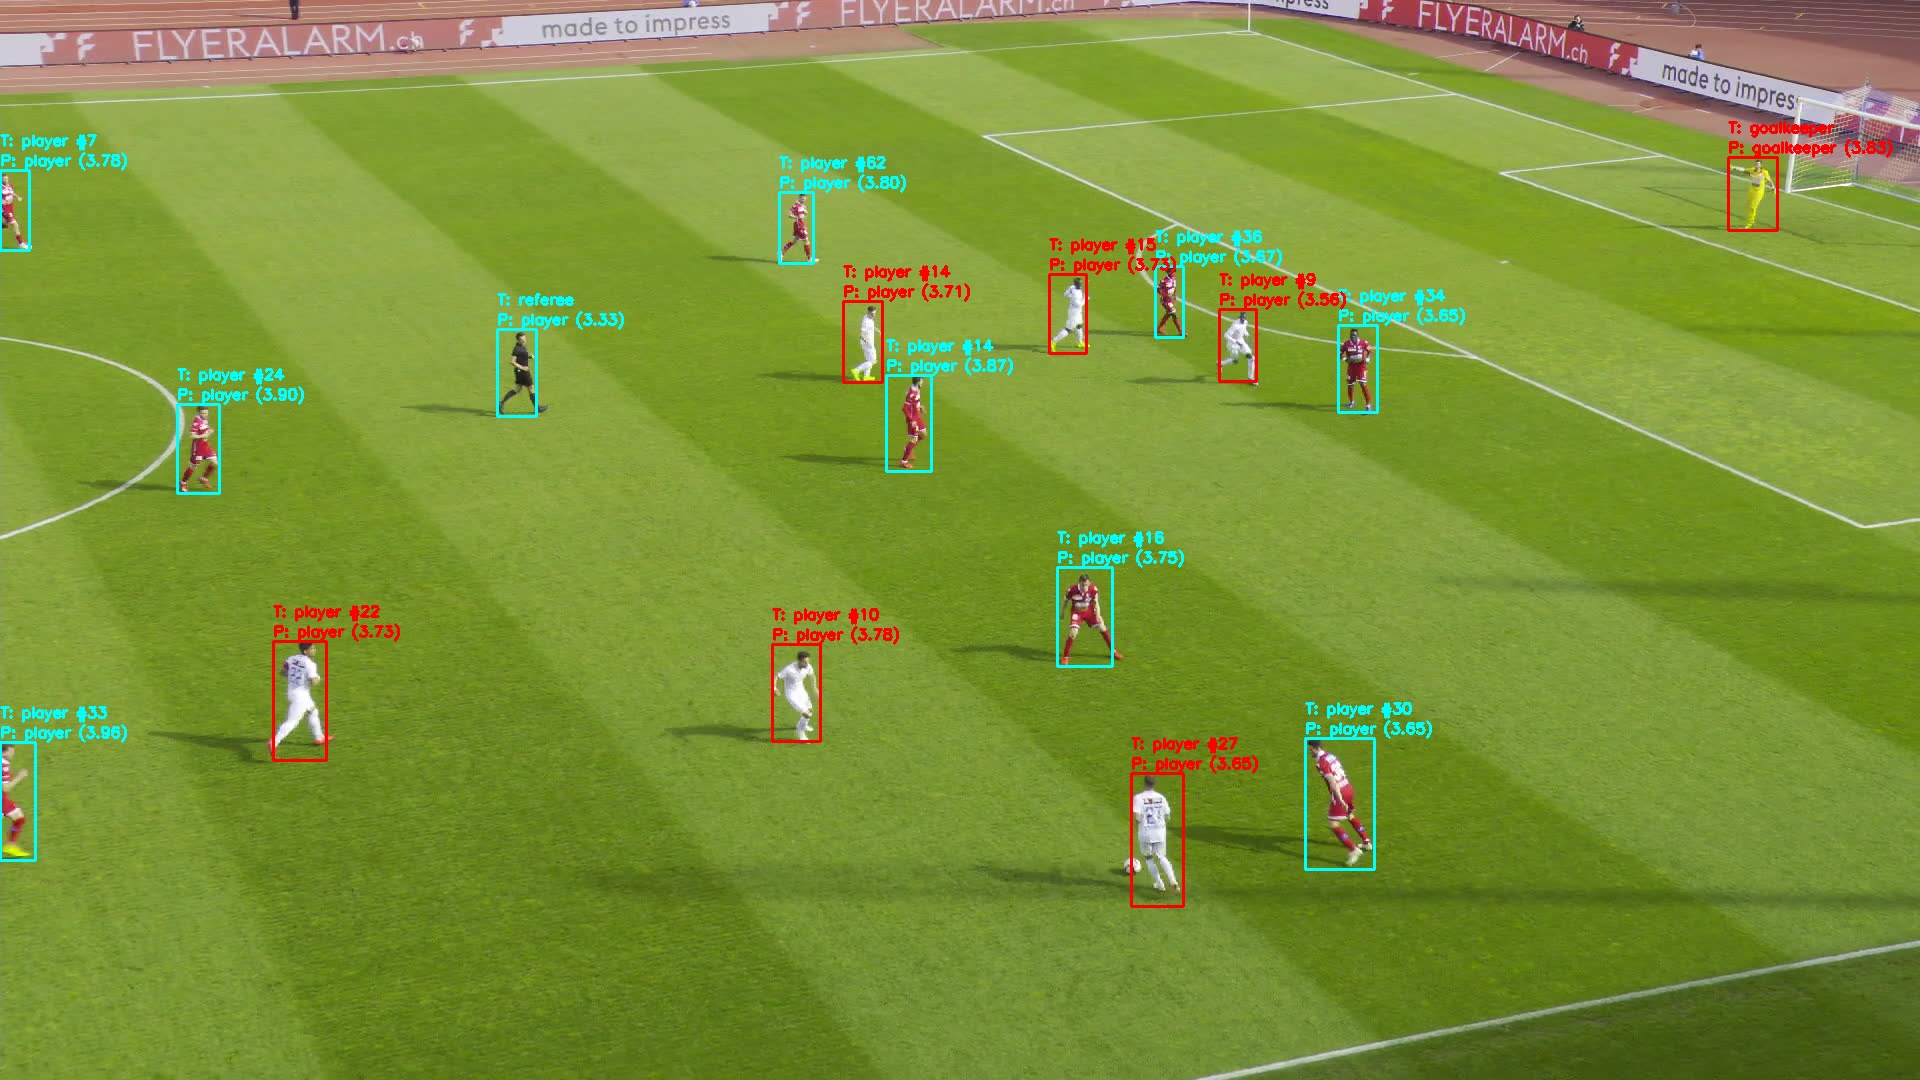 FLYERALARM.ch
made to impress
FLYERALARM.ch
FLYERALARM.ch
made to impress
T: player #7
P: player (3.78)
T: player #62
P: player (3.80)
T: goalkeeper
P: goalkeeper (3.83)
T: player #15
P: player (3.73)
T: player #36
P: player (3.67)
T: player #14
P: player (3.71)
T: player #9
P: player (3.56)
T: player #34
P: player (3.65)
T: referee
P: player (3.33)
T: player #14
P: player (3.87)
T: player #24
P: player (3.90)
T: player #16
P: player (3.75)
T: player #22
P: player (3.73)
T: player #10
P: player (3.78)
T: player #33
P: player (3.96)
T: player #30
P: player (3.65)
T: player #27
P: player (3.65)
22
27